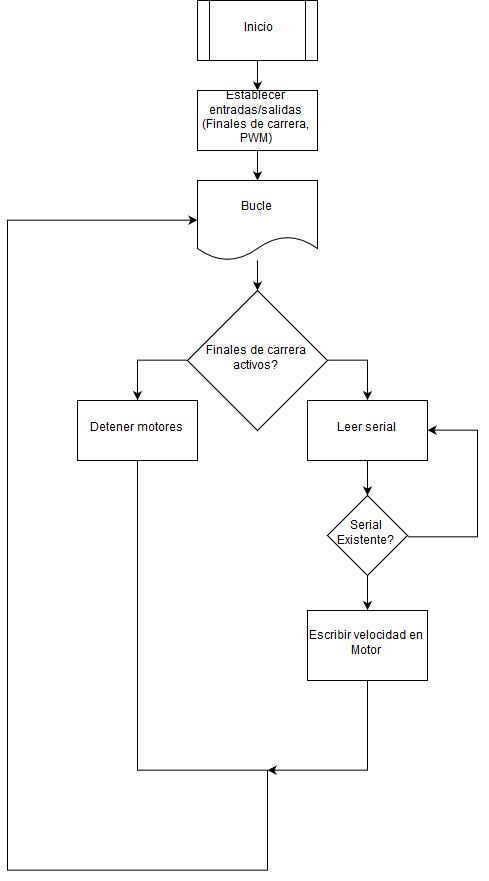 Inicio
Establecer
entradas/salidas
(Finales de carrera,
PWM)
Bucle
Finales de carrera
activos?
Detener motores
Leer serial
Serial
Existente?
Escribir velocidad en
Motor